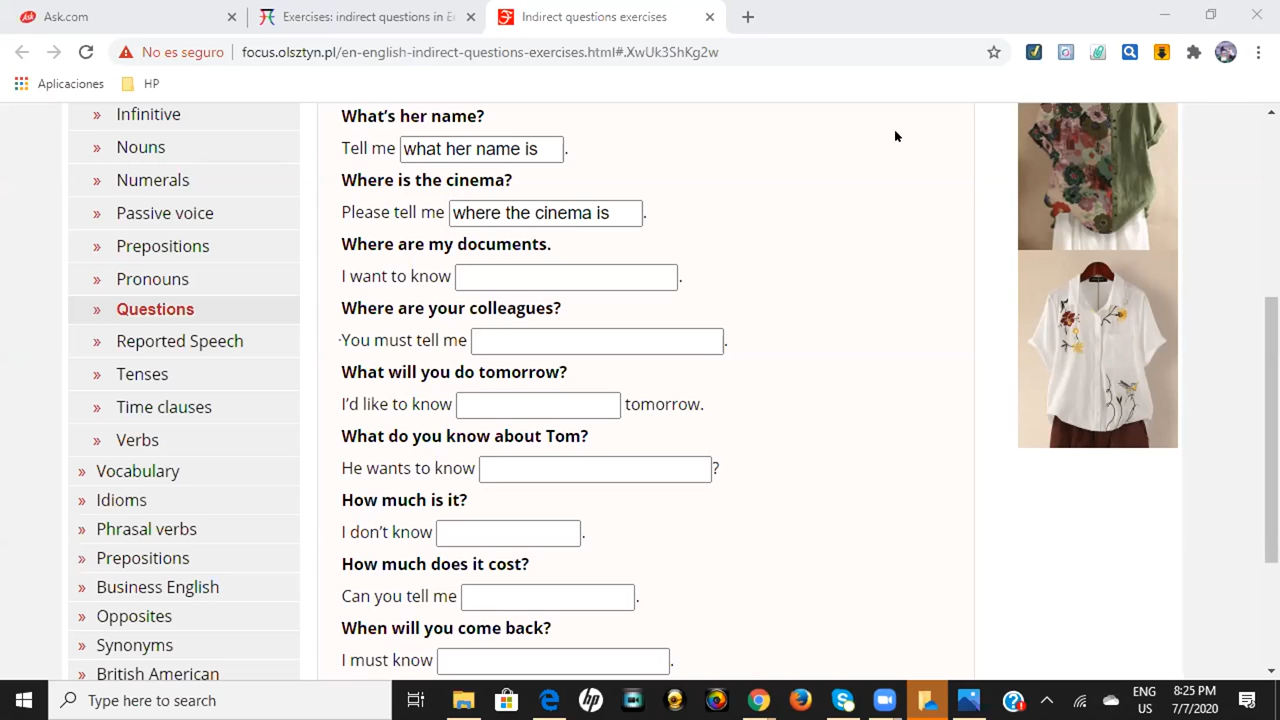 Ask.com
Exercises: indirect questions in E
Indirect questions exercises
No es seguro
focus.olsztyn.pl/en-english-indirect-questions-exercises.html#.XwUk3ShKg2w
Aplicaciones
HP
Infinitive
Nouns
Numerals
Passive voice
Prepositions
Pronouns
Questions
Reported Speech
Tenses
Time clauses
Verbs
Vocabulary
Idioms
Phrasal verbs
Prepositions
Business English
Opposites
Synonyms
British American
What's her name?
Tell me what her name is .
Where is the cinema?
Please tell me where the cinema is .
Where are my documents.
I want to know .
Where are your colleagues?
You must tell me .
What will you do tomorrow?
I'd like to know tomorrow.
What do you know about Tom?
He wants to know ?
How much is it?
I don't know .
How much does it cost?
Can you tell me .
When will you come back?
I must know .
Type here to search
ENG
US
8:25 PM
7/7/2020